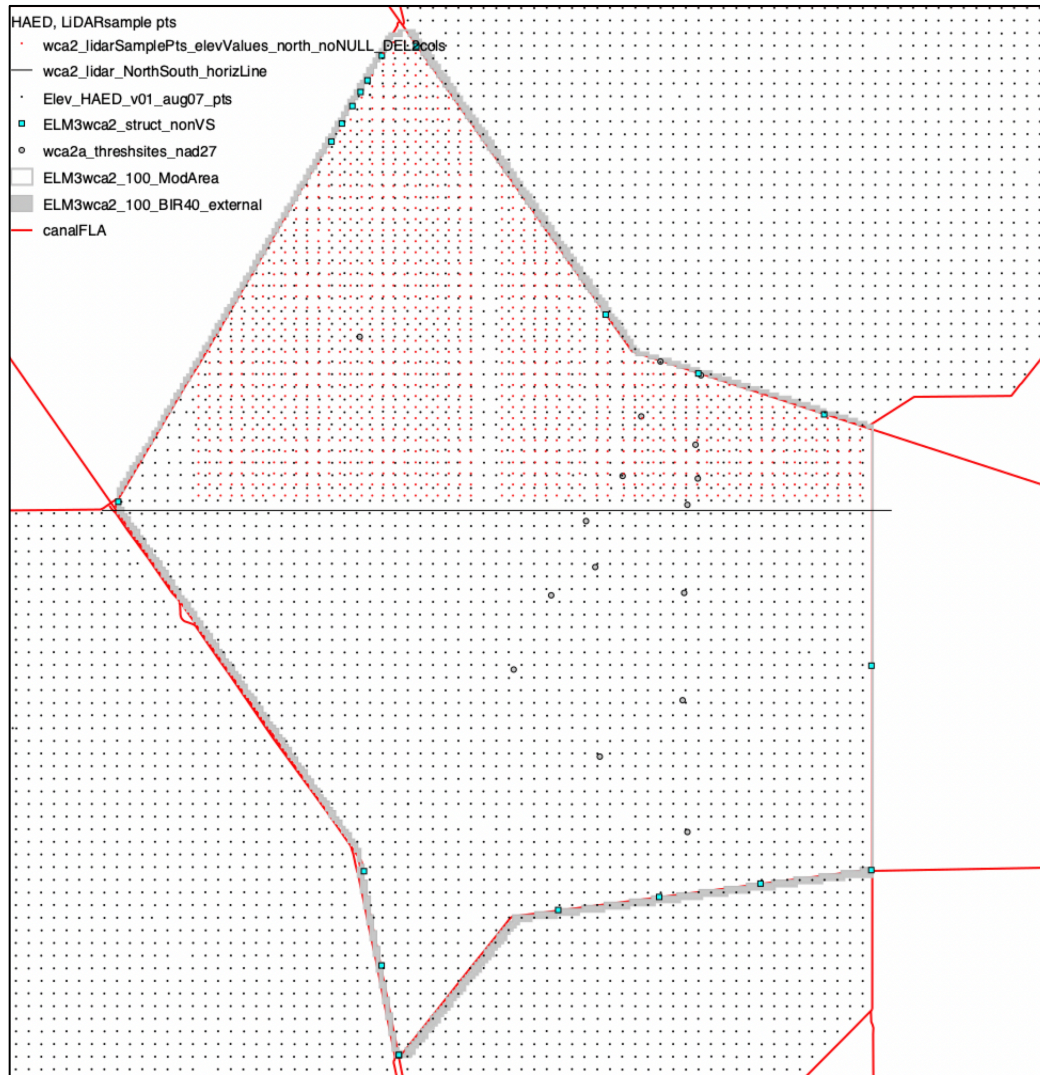 HAED, LiDARsample pts
wca2_lidarSamplePts_elevValues_north_noNULL_DEL2cols
wca2_lidar_NorthSouth_horizLine
Elev_HAED_v01_aug07_pts
ELM3wca2_struct_nonVS
wca2a_threshsites_nad27
ELM3wca2_100_ModArea
ELM3wca2_100_BIR40_external
canalFLA